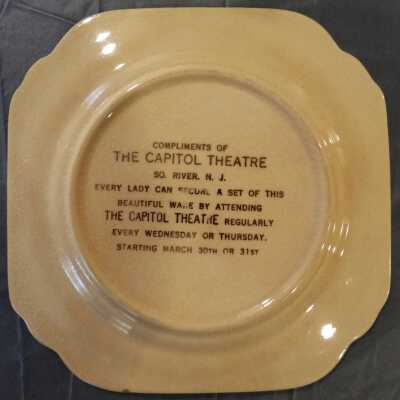 COMPLIMENTS OF
THE CAPITOL THEATRE
SO. RIVER, N. J.
EVERY LADY CAN SECURE A SET OF THIS
BEAUTIFUL WARE BY ATTENDING
THE CAPITOL THEATRE REGULARLY
EVERY WEDNESDAY OR THURSDAY.
STARTING MARCH 30TH OR 31ST